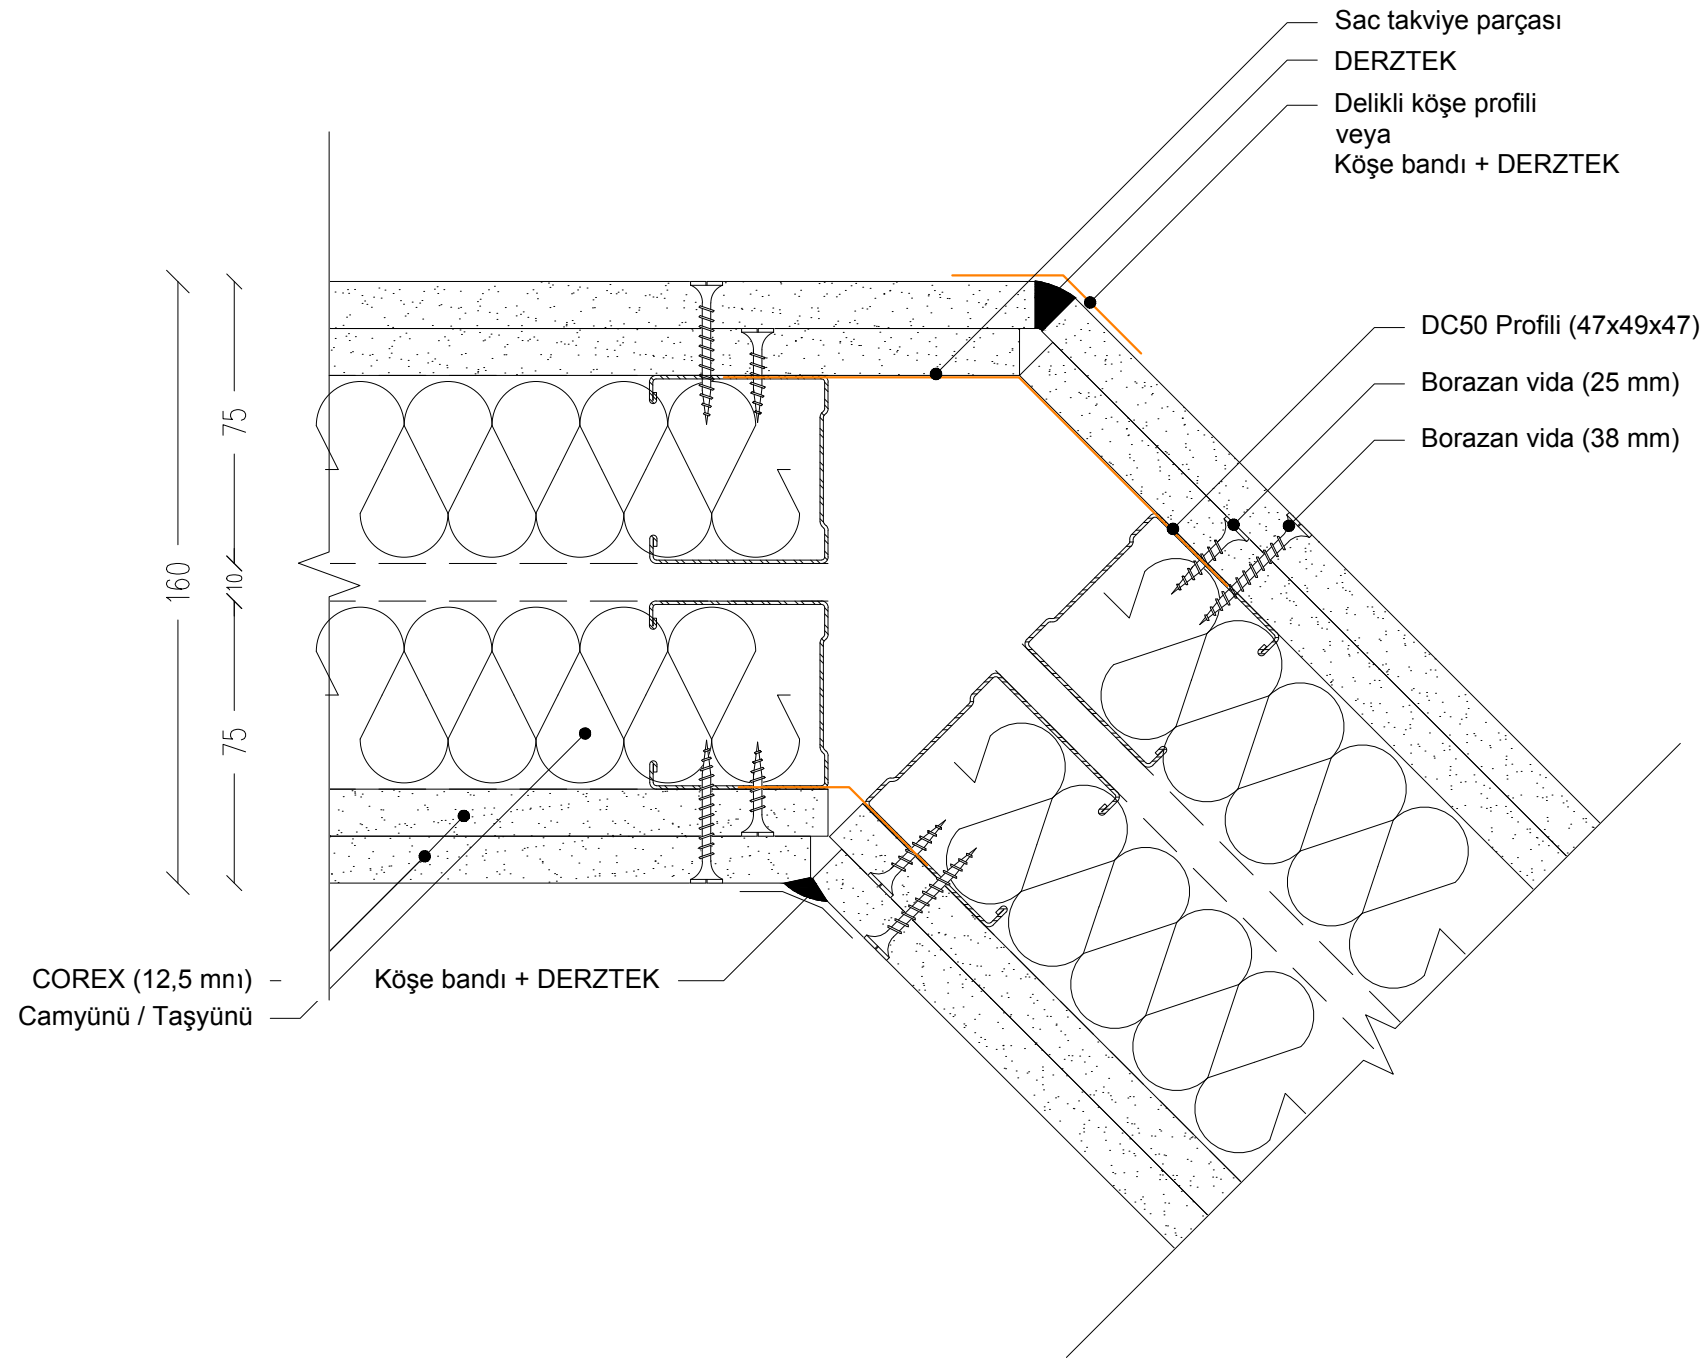 Sac takviye parçası
DERZTEK
Delikli köşe profili
veya
Köşe bandı + DERZTEK
DC50 Profili (47x49x47)
Borazan vida (25 mm)
Borazan vida (38 mm)
75
10
160
75
COREX (12,5 mm)
Köşe bandı + DERZTEK
Camyünü / Taşyünü